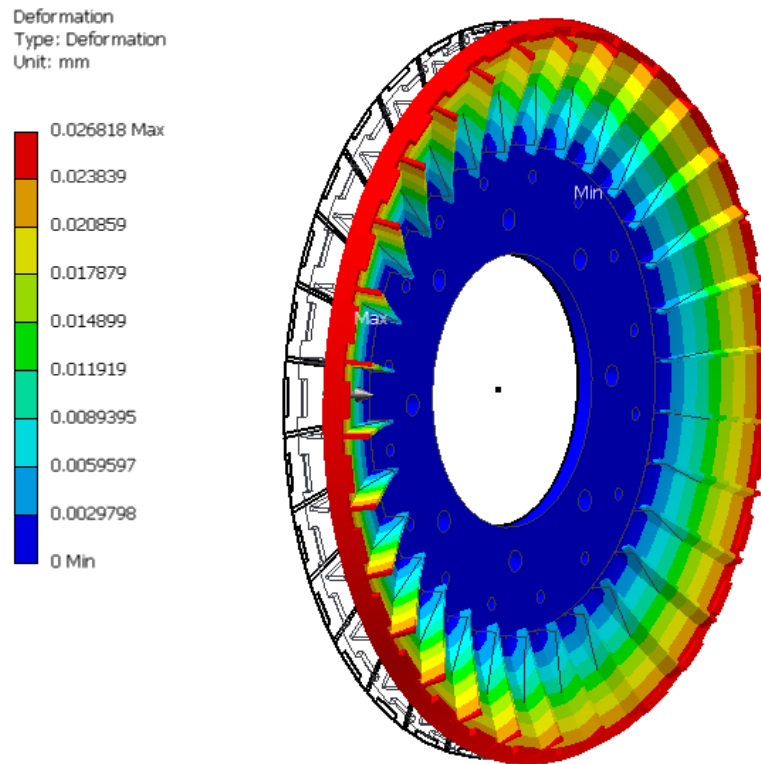 Deformation
Type: Deformation
Unit: mm
0.026818 Max
0.023839
0.020859
0.017879
0.014899
0.011919
0.0089395
0.0059597
0.0029798
0 Min
Min
Max